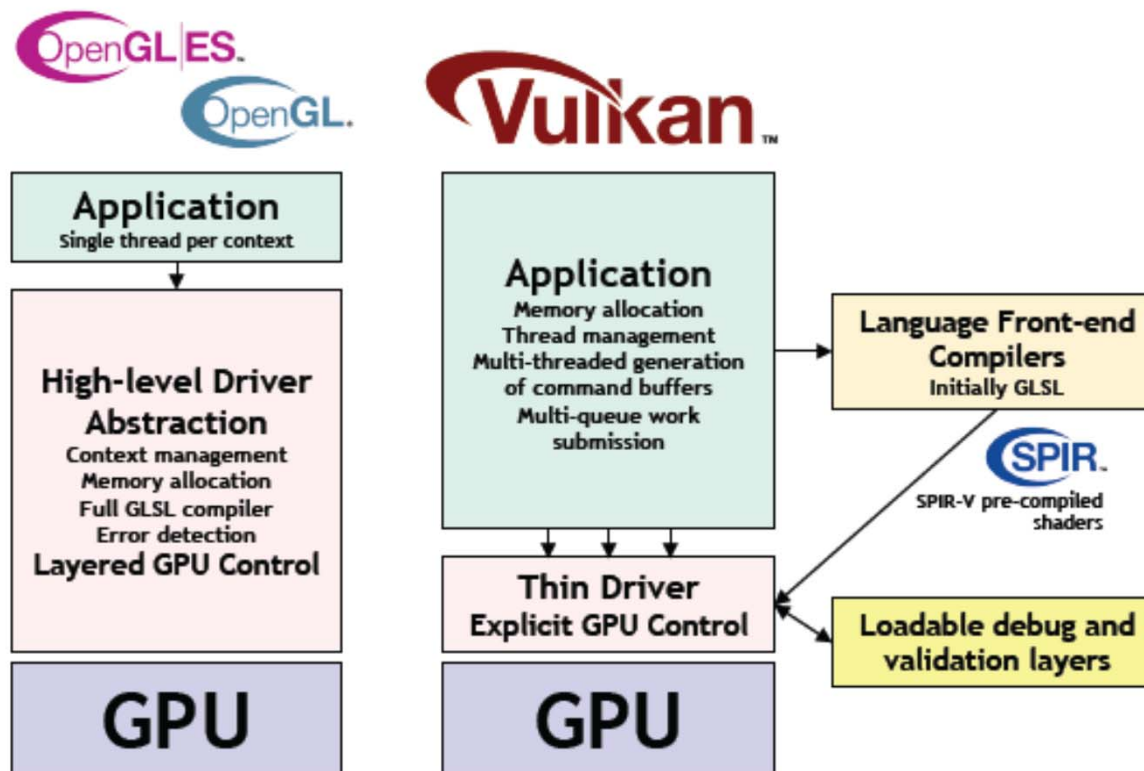 OpenGL|ES™
OpenGL®
Vulkan™
Application
Single thread per context
High-level Driver
Abstraction
Context management
Memory allocation
Full GLSL compiler
Error detection
Layered GPU Control
GPU
Application
Memory allocation
Thread management
Multi-threaded generation
of command buffers
Multi-queue work
submission
Thin Driver
Explicit GPU Control
GPU
Language Front-end
Compilers
Initially GLSL
SPIR™
SPIR-V pre-compiled
shaders
Loadable debug and
validation layers